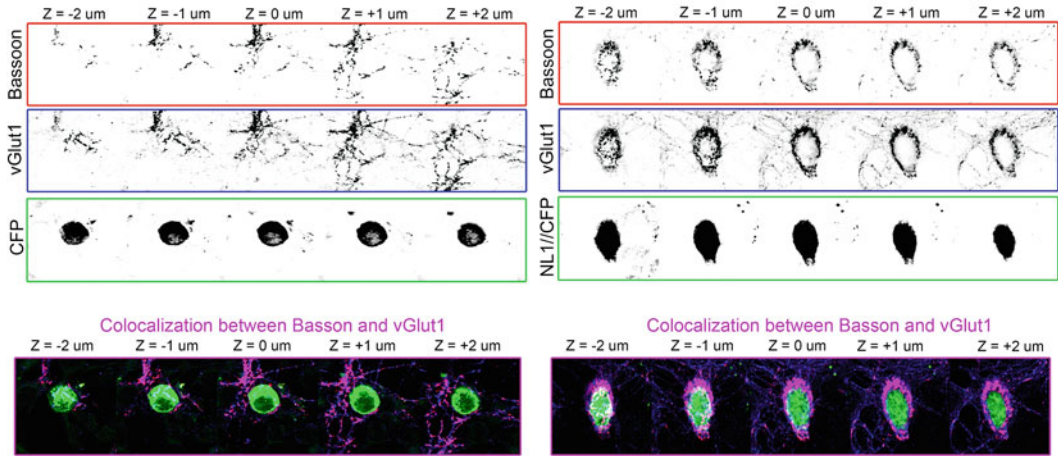 Z = -2 um Z = -1 um Z = 0 um Z = +1 um Z = +2 um
Bassoon
vGlut1
CFP
Colocalization between Basson and vGlut1
Z = -2 um Z = -1 um Z = 0 um Z = +1 um Z = +2 um
Z = -2 um Z = -1 um Z = 0 um Z = +1 um Z = +2 um
Bassoon
vGlut1
NL1//CFP
Colocalization between Basson and vGlut1
Z = -2 um Z = -1 um Z = 0 um Z = +1 um Z = +2 um